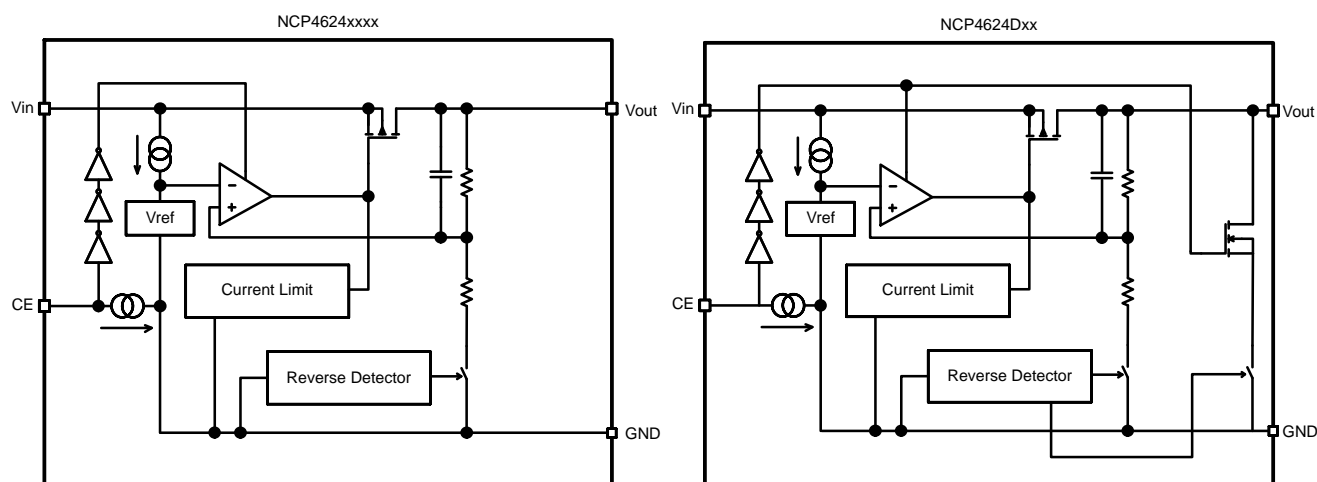 NCP4624xxxx
Vin
Vout
−
+
Vref
Current Limit
CE
Reverse Detector
GND
NCP4624Dxx
Vin
Vout
−
+
Vref
Current Limit
CE
Reverse Detector
GND